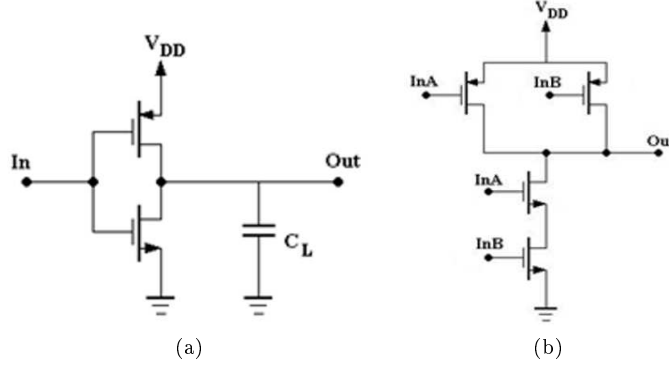 V_DD
In
Out
C_L
(a)
V_DD
InA
InB
Ou
InA
InB
(b)